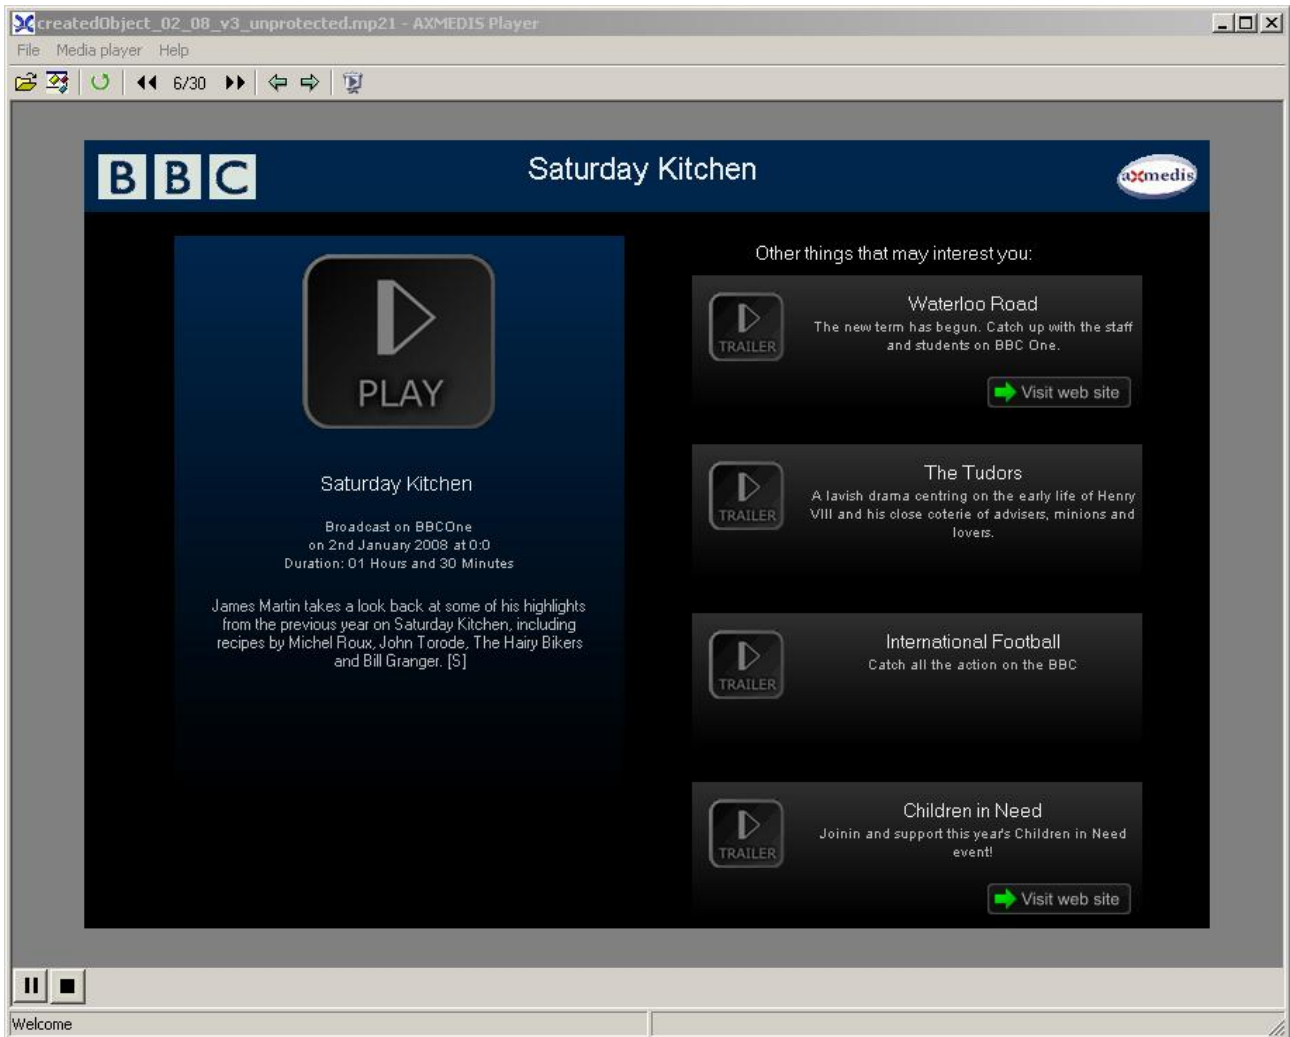 createdObject_02_08_v3_unprotected.mp21 - AXMEDIS Player
File Media player Help
6/30
BBC
Saturday Kitchen
axmedis
PLAY
Saturday Kitchen
Broadcast on BBCOne
on 2nd January 2008 at 0:0
Duration: 01 Hours and 30 Minutes
James Martin takes a look back at some of his highlights
from the previous year on Saturday Kitchen, including
recipes by Michel Roux, John Torode, The Hairy Bikers
and Bill Granger. [S]
Other things that may interest you:
TRAILER
Waterloo Road
The new term has begun. Catch up with the staff
and students on BBC One.
Visit web site
TRAILER
The Tudors
A lavish drama centring on the early life of Henry
VIII and his close coterie of advisers, minions and
lovers.
TRAILER
International Football
Catch all the action on the BBC
TRAILER
Children in Need
Joinin and support this year's Children in Need
event!
Visit web site
Welcome